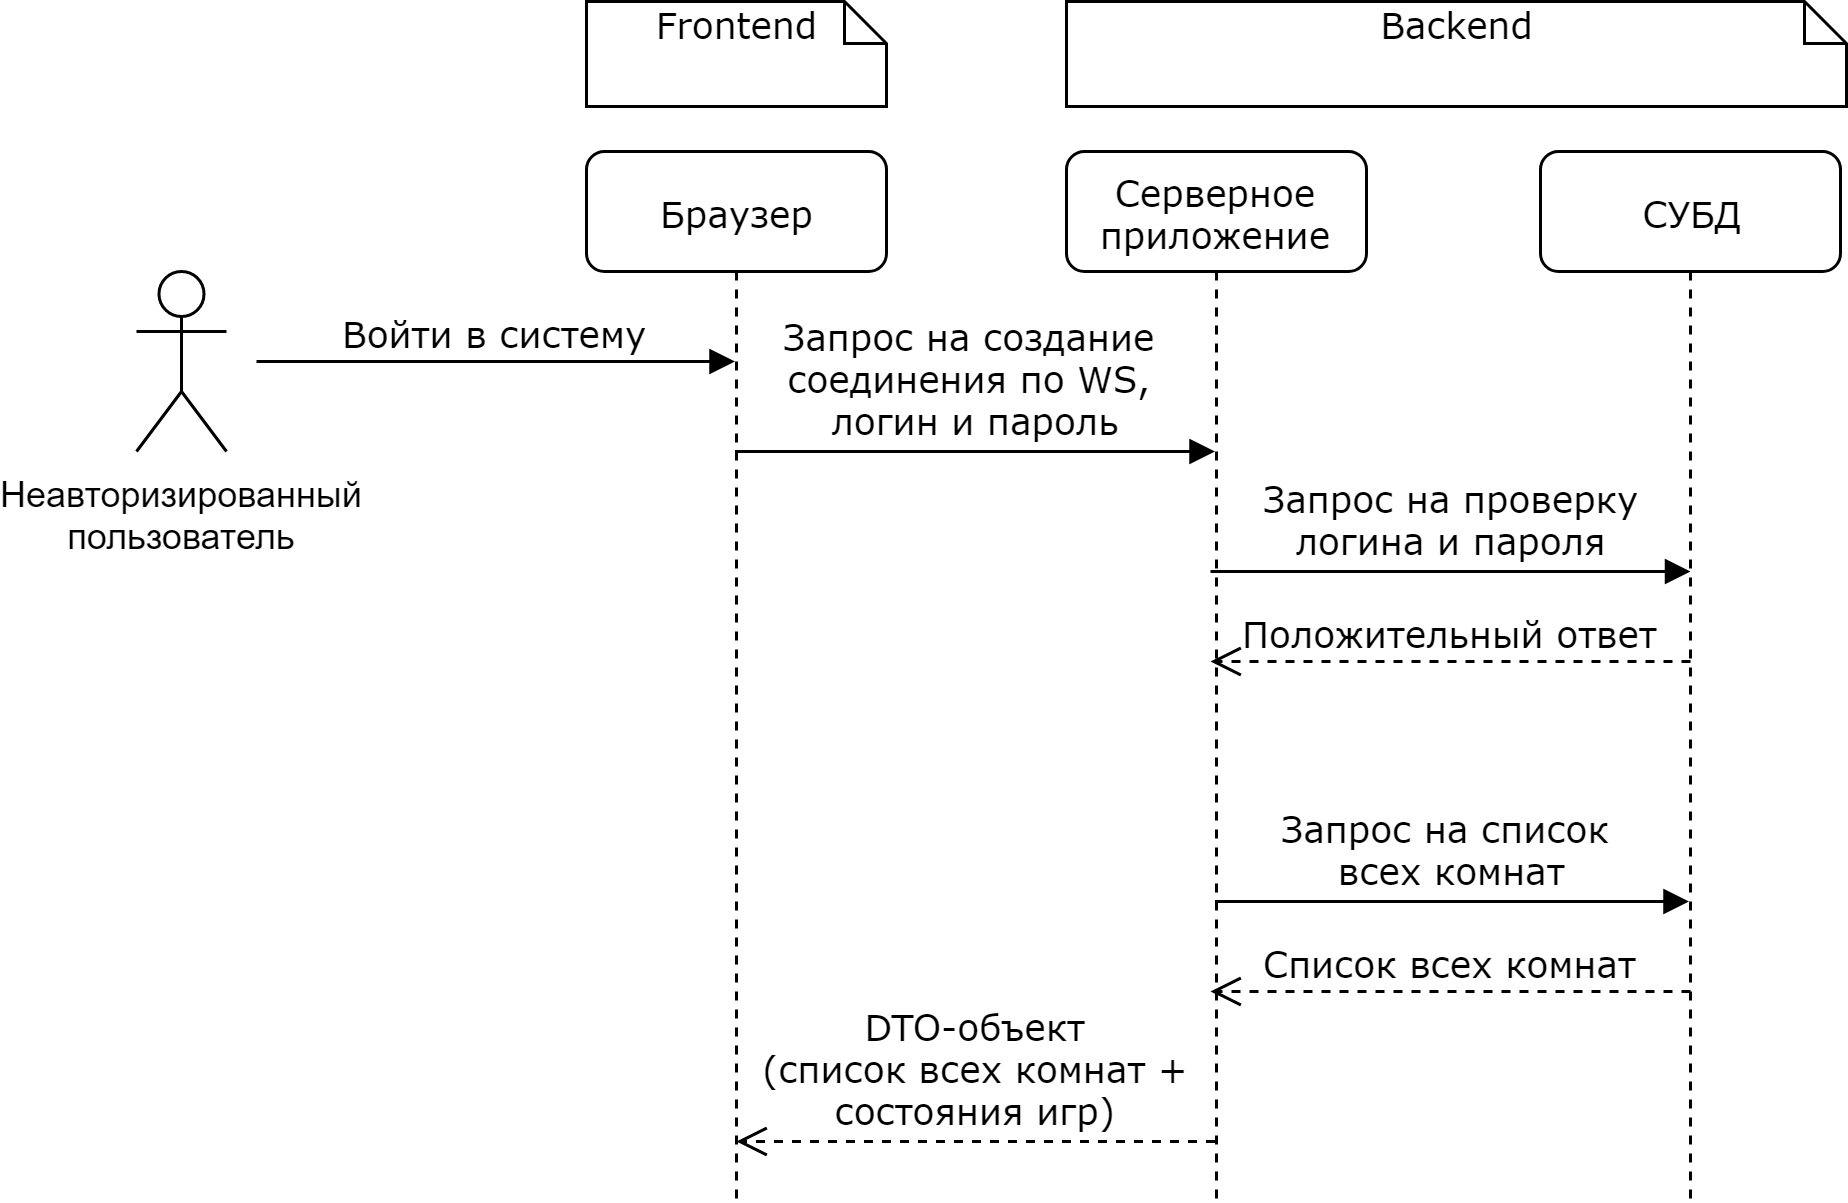 Frontend
Backend
Браузер
Серверное
приложение
СУБД
Войти в систему
Запрос на создание
соединения по WS,
логин и пароль
Неавторизированный
пользователь
Запрос на проверку
логина и пароля
Положительный ответ
Запрос на список
всех комнат
Список всех комнат
DTO-объект
(список всех комнат +
состояния игр)